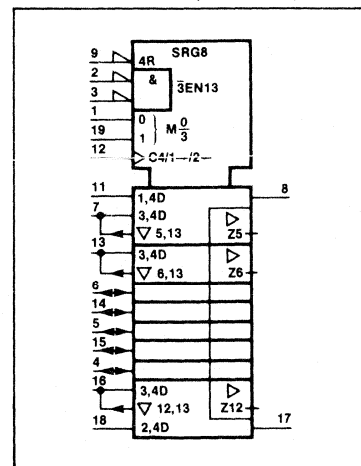 SRG8
9 4R
2 & 3EN13
3
1 0 } M 0/3
19 1
12 C4/1→/2←
11 1,4D 8
7 3,4D
▽ 5,13 Z5
13 3,4D
▽ 6,13 Z6
6
14
5
15
4
16 3,4D
▽ 12,13 Z12
18 2,4D 17